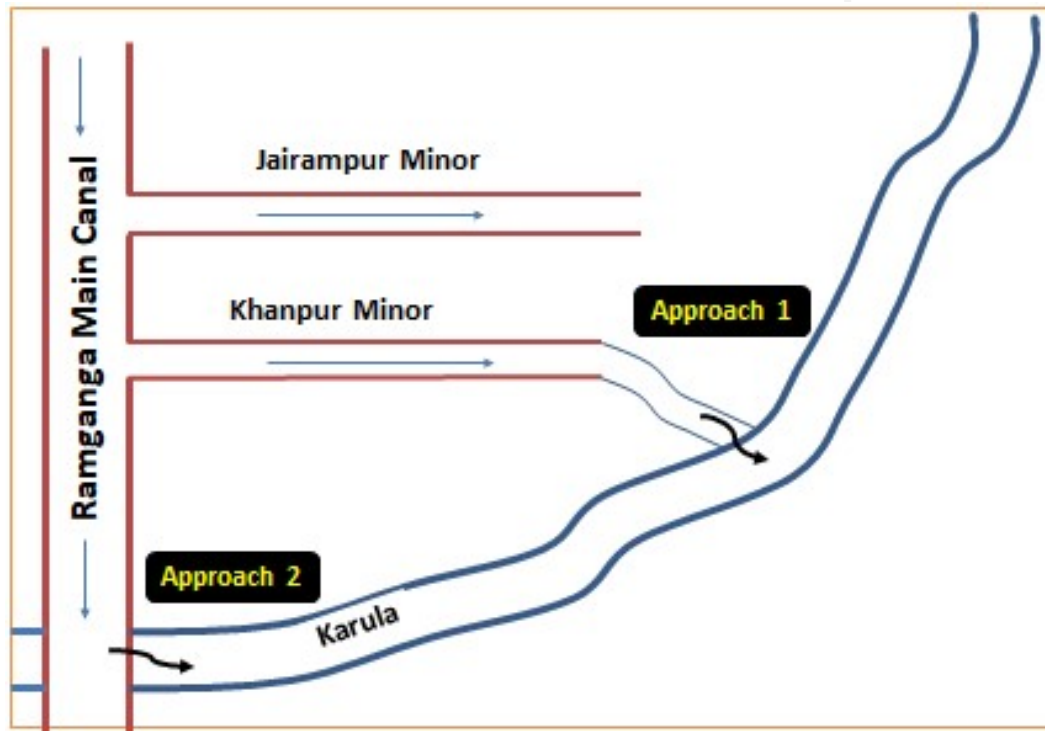 Jairampur Minor
Ramganga Main Canal
Khanpur Minor
Approach 1
Approach 2
Karula